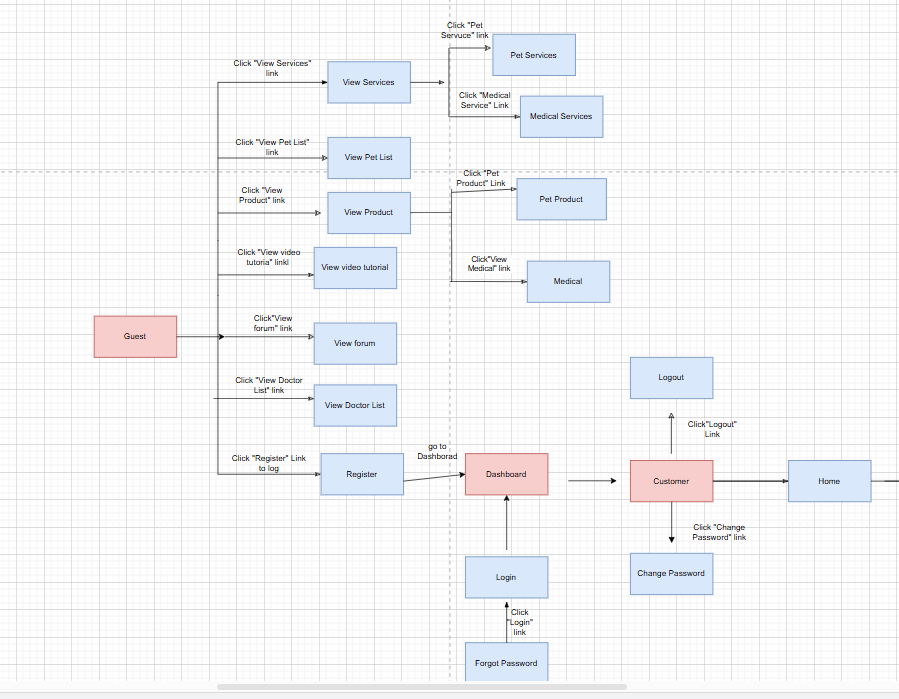 Click "Pet
Servuce" link
Pet Services
Click "View Services"
link
View Services
Click "Medical
Service" Link
Medical Services
Click "View Pet List"
link
View Pet List
Click "Pet
Product" Link
Click "View
Product" link
View Product
Pet Product
Click "View video
tutoria" linkl
View video tutorial
Click"View
Medical" link
Medical
Guest
Click"View
forum" link
View forum
Click "View Doctor
List" link
View Doctor List
Logout
Click"Logout"
Link
Click "Register" Link
to log
Register
go to
Dashborad
Dashboard
Customer
Home
Click "Change
Password" link
Change Password
Login
Click
"Login"
link
Forgot Password